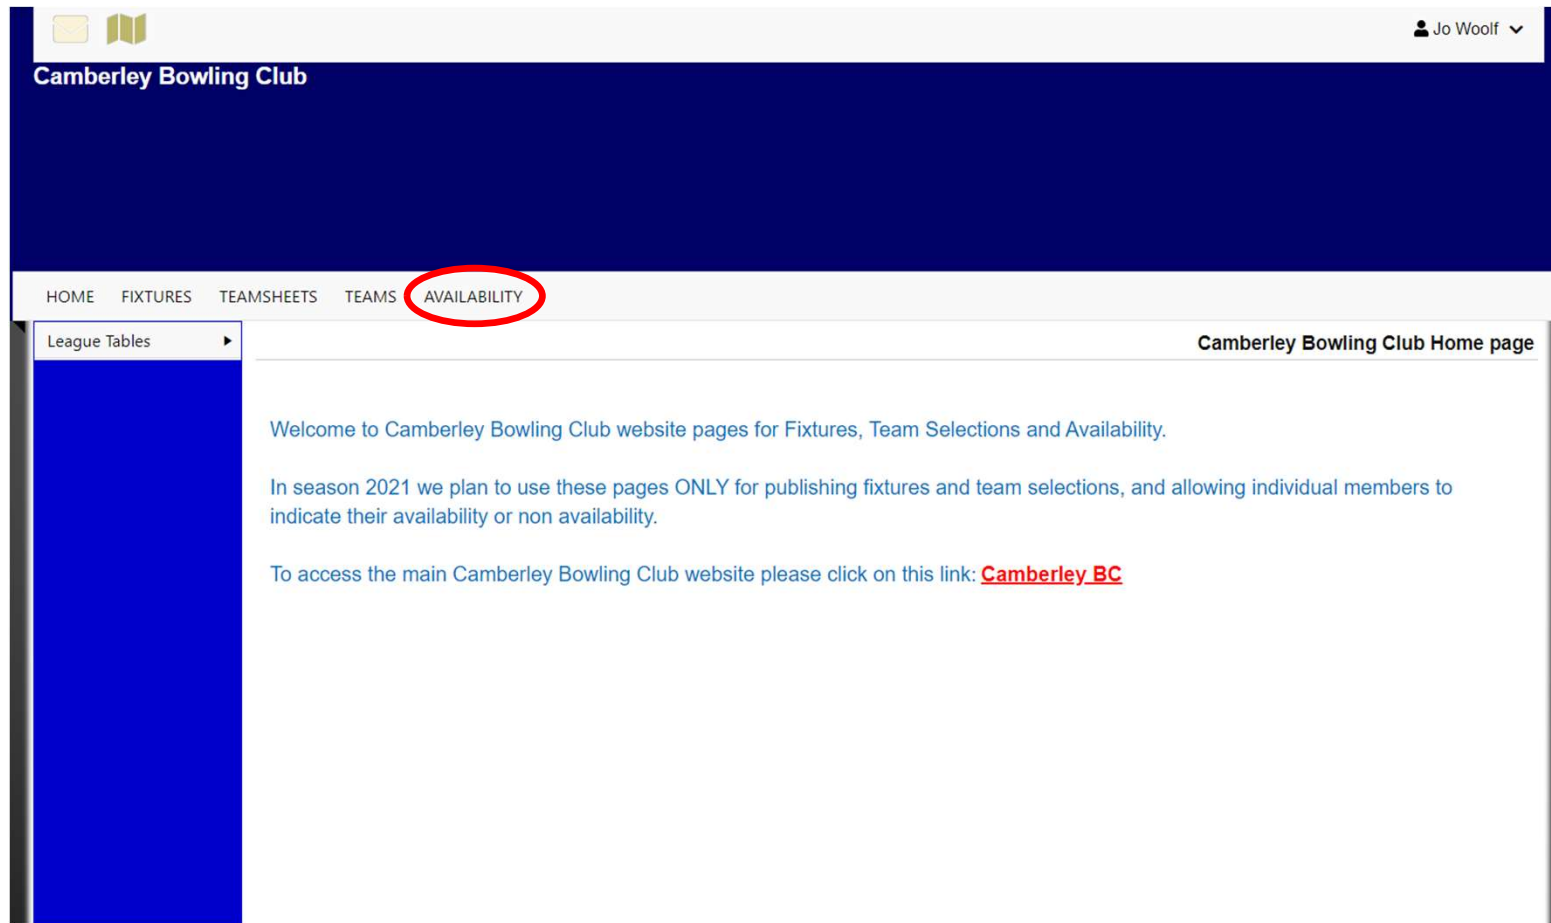 Jo Woolf
Camberley Bowling Club
HOME FIXTURES TEAMSHEETS TEAMS AVAILABILITY
League Tables
Camberley Bowling Club Home page
Welcome to Camberley Bowling Club website pages for Fixtures, Team Selections and Availability.
In season 2021 we plan to use these pages ONLY for publishing fixtures and team selections, and allowing individual members to
indicate their availability or non availability.
To access the main Camberley Bowling Club website please click on this link: Camberley BC